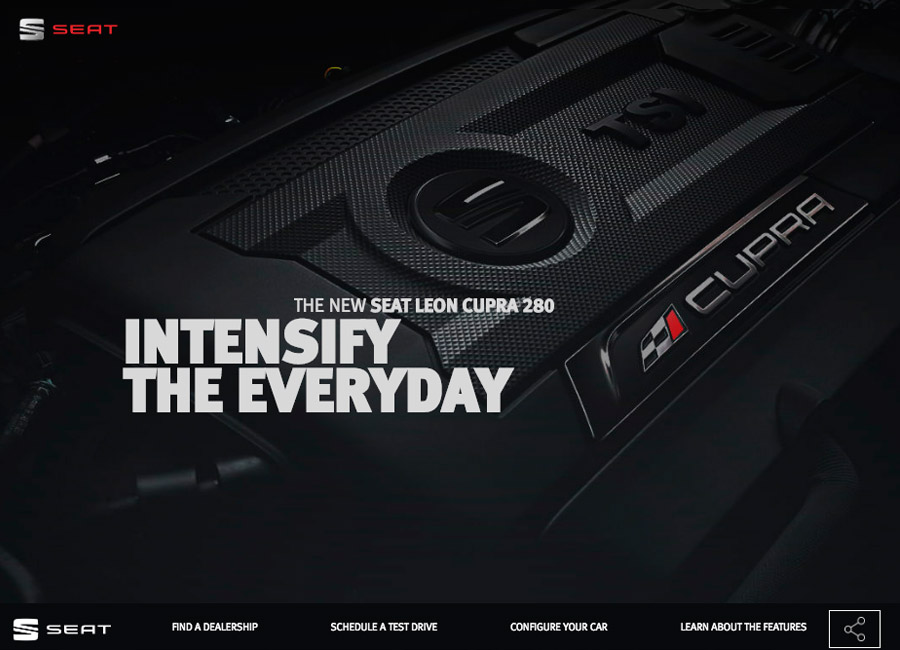 SEAT
TSI
CUPRA
THE NEW SEAT LEON CUPRA 280
INTENSIFY
THE EVERYDAY
SEAT
FIND A DEALERSHIP
SCHEDULE A TEST DRIVE
CONFIGURE YOUR CAR
LEARN ABOUT THE FEATURES